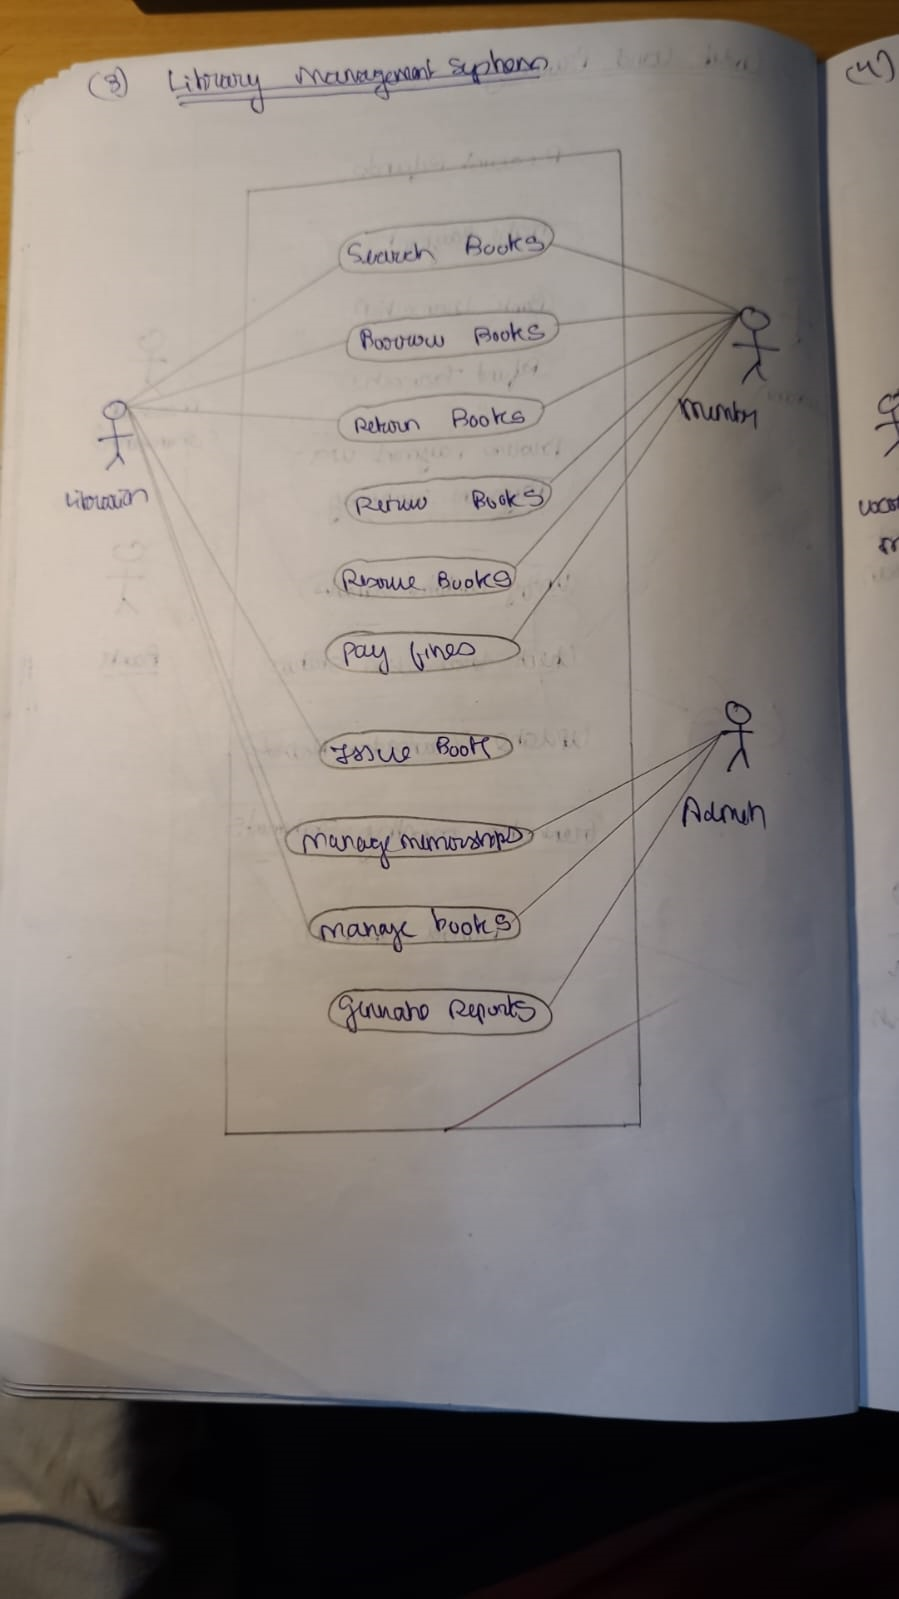 (3) Library Management System
(4)
Search Books
Borrow Books
Member
Return Books
Librarian
Renew Books
Reserve Books
Pay fines
Issue Book
Admin
Manage memberships
manage books
Generate Reports